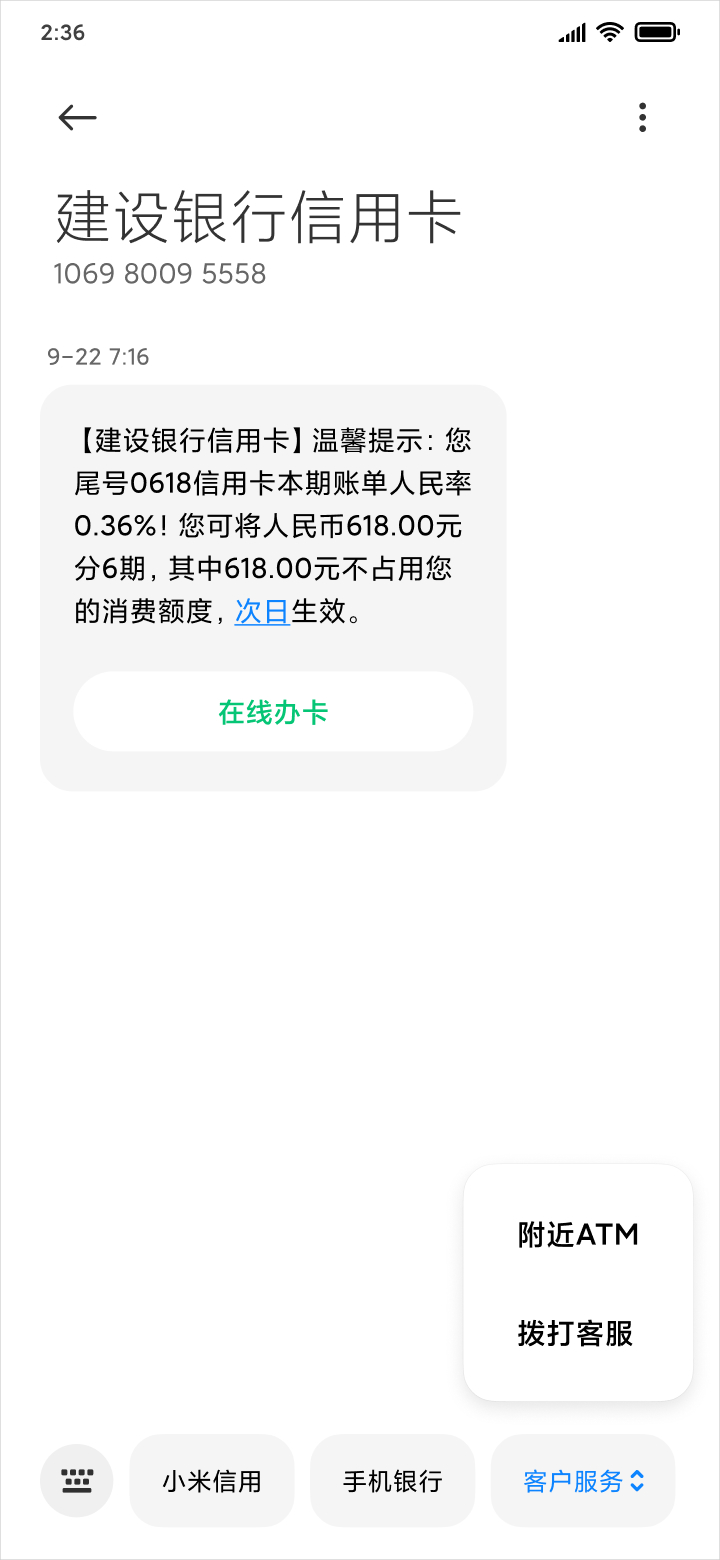 2:36
建设银行信用卡
1069 8009 5558
9-22 7:16
【建设银行信用卡】温馨提示：您
尾号0618信用卡本期账单人民率
0.36%！您可将人民币618.00元
分6期，其中618.00元不占用您
的消费额度，次日生效。
在线办卡
附近ATM
拨打客服
小米信用
手机银行
客户服务